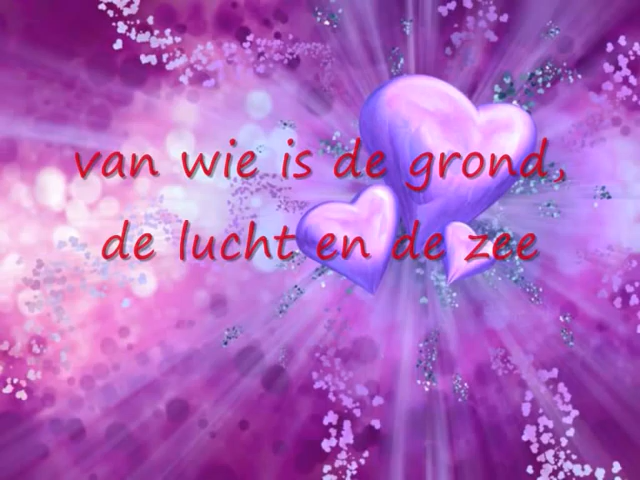 van wie is de grond,
de lucht en de zee